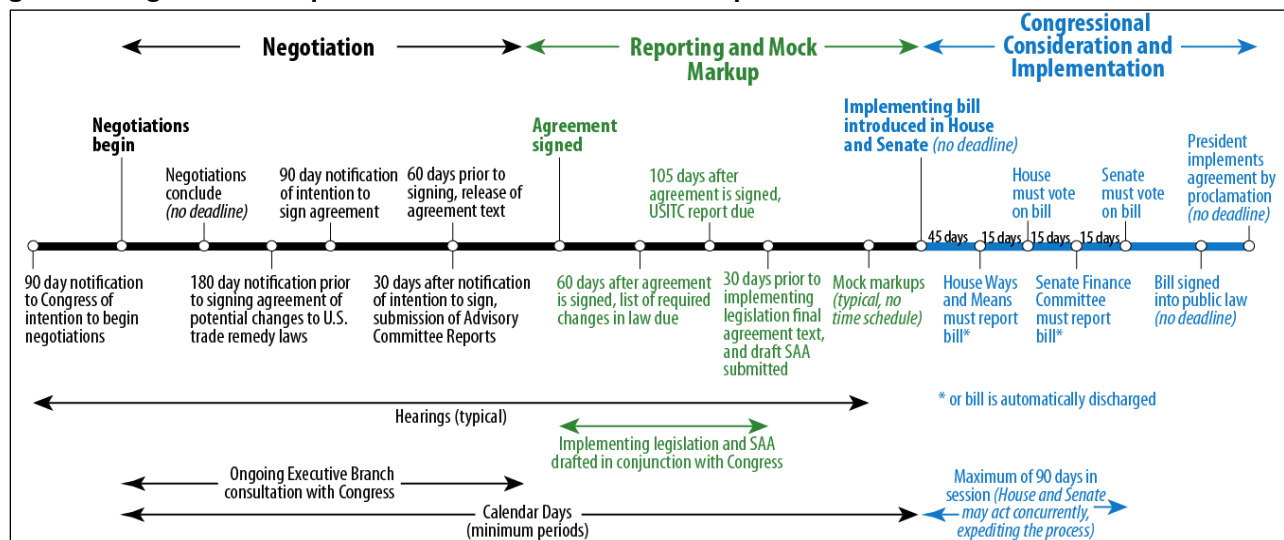 Negotiation
Reporting and Mock
Markup
Congressional
Consideration and
Implementation
Negotiations
begin
Agreement
signed
Implementing bill
introduced in House
and Senate (no deadline)
Negotiations
conclude
(no deadline)
90 day notification
of intention to
sign agreement
60 days prior to
signing, release of
agreement text
105 days after
agreement is signed,
USITC report due
House
must vote
on bill
Senate
must vote
on bill
President
implements
agreement by
proclamation
(no deadline)
45 days
15 days
15 days
15 days
90 day notification
to Congress of
intention to begin
negotiations
180 day notification prior
to signing agreement of
potential changes to U.S.
trade remedy laws
30 days after notification
of intention to sign,
submission of Advisory
Committee Reports
60 days after agreement
is signed, list of required
changes in law due
30 days prior to
implementing
legislation final
agreement text,
and draft SAA
submitted
Mock markups
(typical, no
time schedule)
House Ways
and Means
must report
bill*
Senate Finance
Committee
must report
bill*
Bill signed
into public law
(no deadline)
Hearings (typical)
* or bill is automatically discharged
Implementing legislation and SAA
drafted in conjunction with Congress
Ongoing Executive Branch
consultation with Congress
Calendar Days
(minimum periods)
Maximum of 90 days in
session (House and Senate
may act concurrently,
expediting the process)